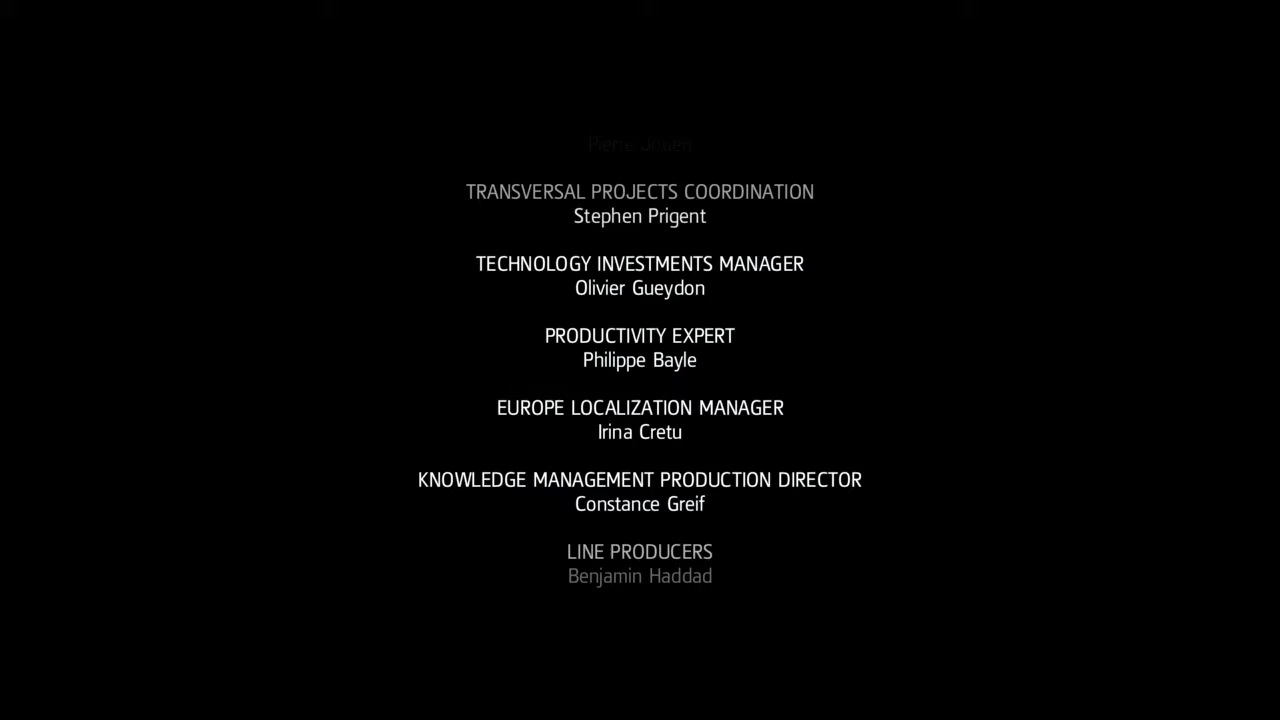 Pierre
TRANSVERSAL PROJECTS COORDINATION
Stephen Prigent
TECHNOLOGY INVESTMENTS MANAGER
Olivier Gueydon
PRODUCTIVITY EXPERT
Philippe Bayle
EUROPE LOCALIZATION MANAGER
Irina Cretu
KNOWLEDGE MANAGEMENT PRODUCTION DIRECTOR
Constance Greif
LINE PRODUCERS
Benjamin Haddad